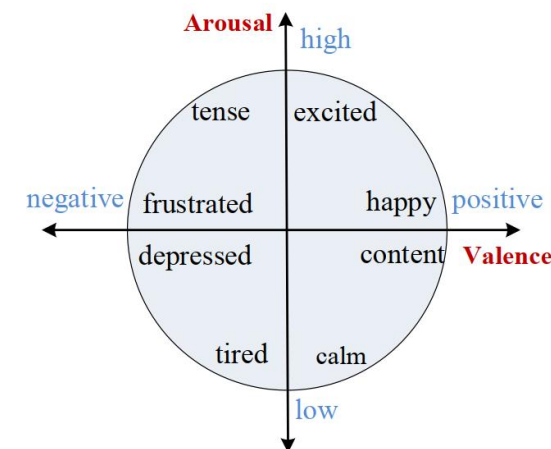 Arousal
high
tense excited
negative frustrated happy positive
depressed content Valence
tired calm
low